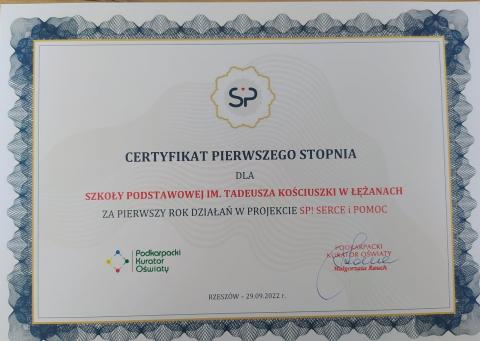 SP
CERTYFIKAT PIERWSZEGO STOPNIA
DLA
SZKOŁY PODSTAWOWEJ IM. TADEUSZA KOŚCIUSZKI W ŁĘŻANACH
ZA PIERWSZY ROK DZIAŁAŃ W PROJEKCIE SP! SERCE i POMOC
Podkarpacki
Kurator
Oświaty
PODKARPACKI
KURATOR OŚWIATY
Małgorzata Rauch
RZESZÓW – 29.09.2022 r.